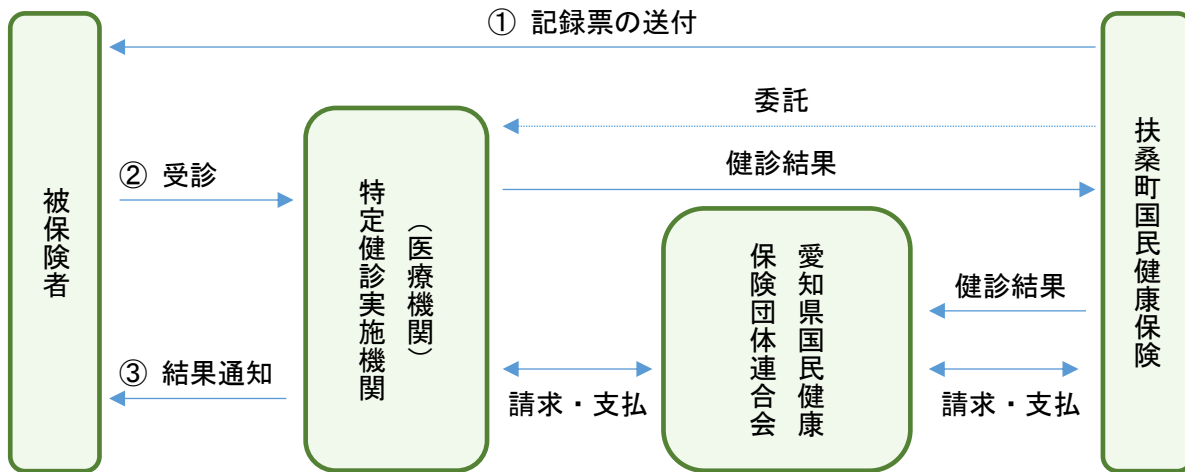 ① 記録票の送付
委託
② 受診
健診結果
被保険者
特定健診実施機関
（医療機関）
愛知県国民健康
保険団体連合会
扶桑町国民健康保険
健診結果
③ 結果通知
請求・支払
請求・支払